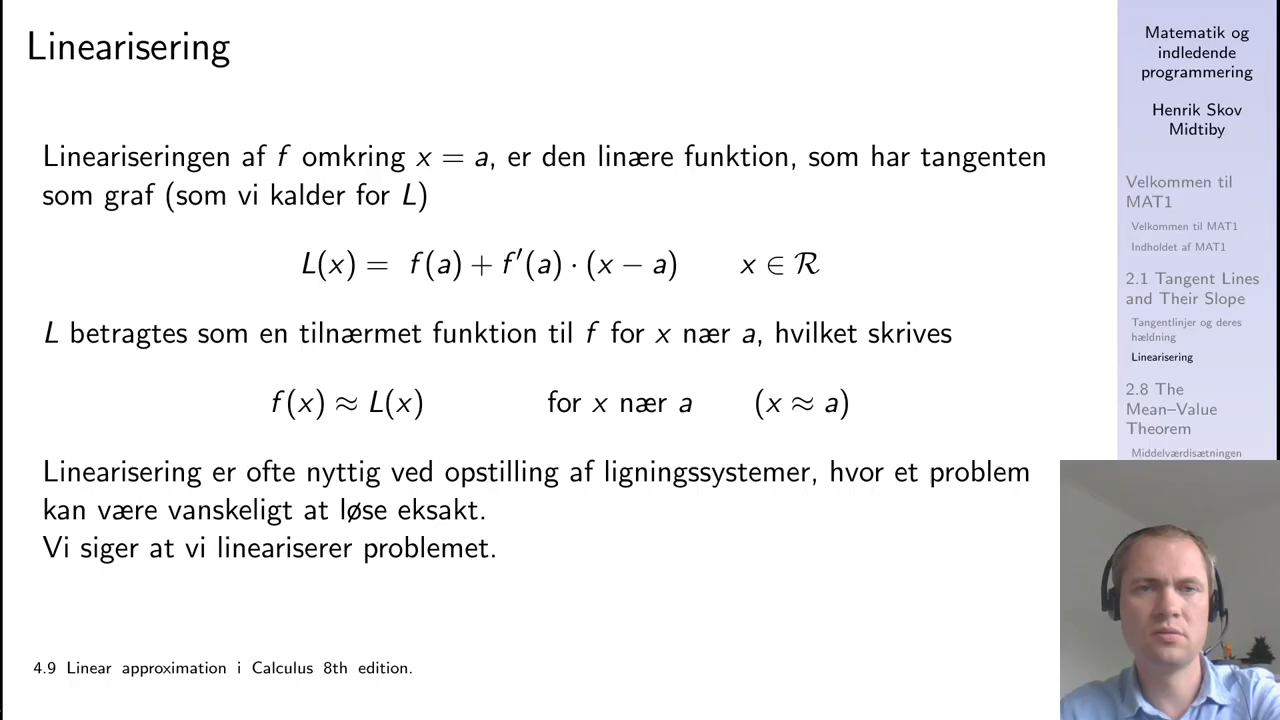 Linearisering
Lineariseringen af f omkring x = a, er den linære funktion, som har tangenten
som graf (som vi kalder for L)
L(x) = f(a) + f′(a) · (x − a) x ∈ ℛ
L betragtes som en tilnærmet funktion til f for x nær a, hvilket skrives
f(x) ≈ L(x) for x nær a (x ≈ a)
Linearisering er ofte nyttig ved opstilling af ligningssystemer, hvor et problem
kan være vanskeligt at løse eksakt.
Vi siger at vi lineariserer problemet.
4.9 Linear approximation i Calculus 8th edition.
Matematik og
indledende
programmering
Henrik Skov
Midtiby
Velkommen til
MAT1
Velkommen til MAT1
Indholdet af MAT1
2.1 Tangent Lines
and Their Slope
Tangentlinjer og deres
hældning
Linearisering
2.8 The
Mean–Value
Theorem
Middelværdisætningen